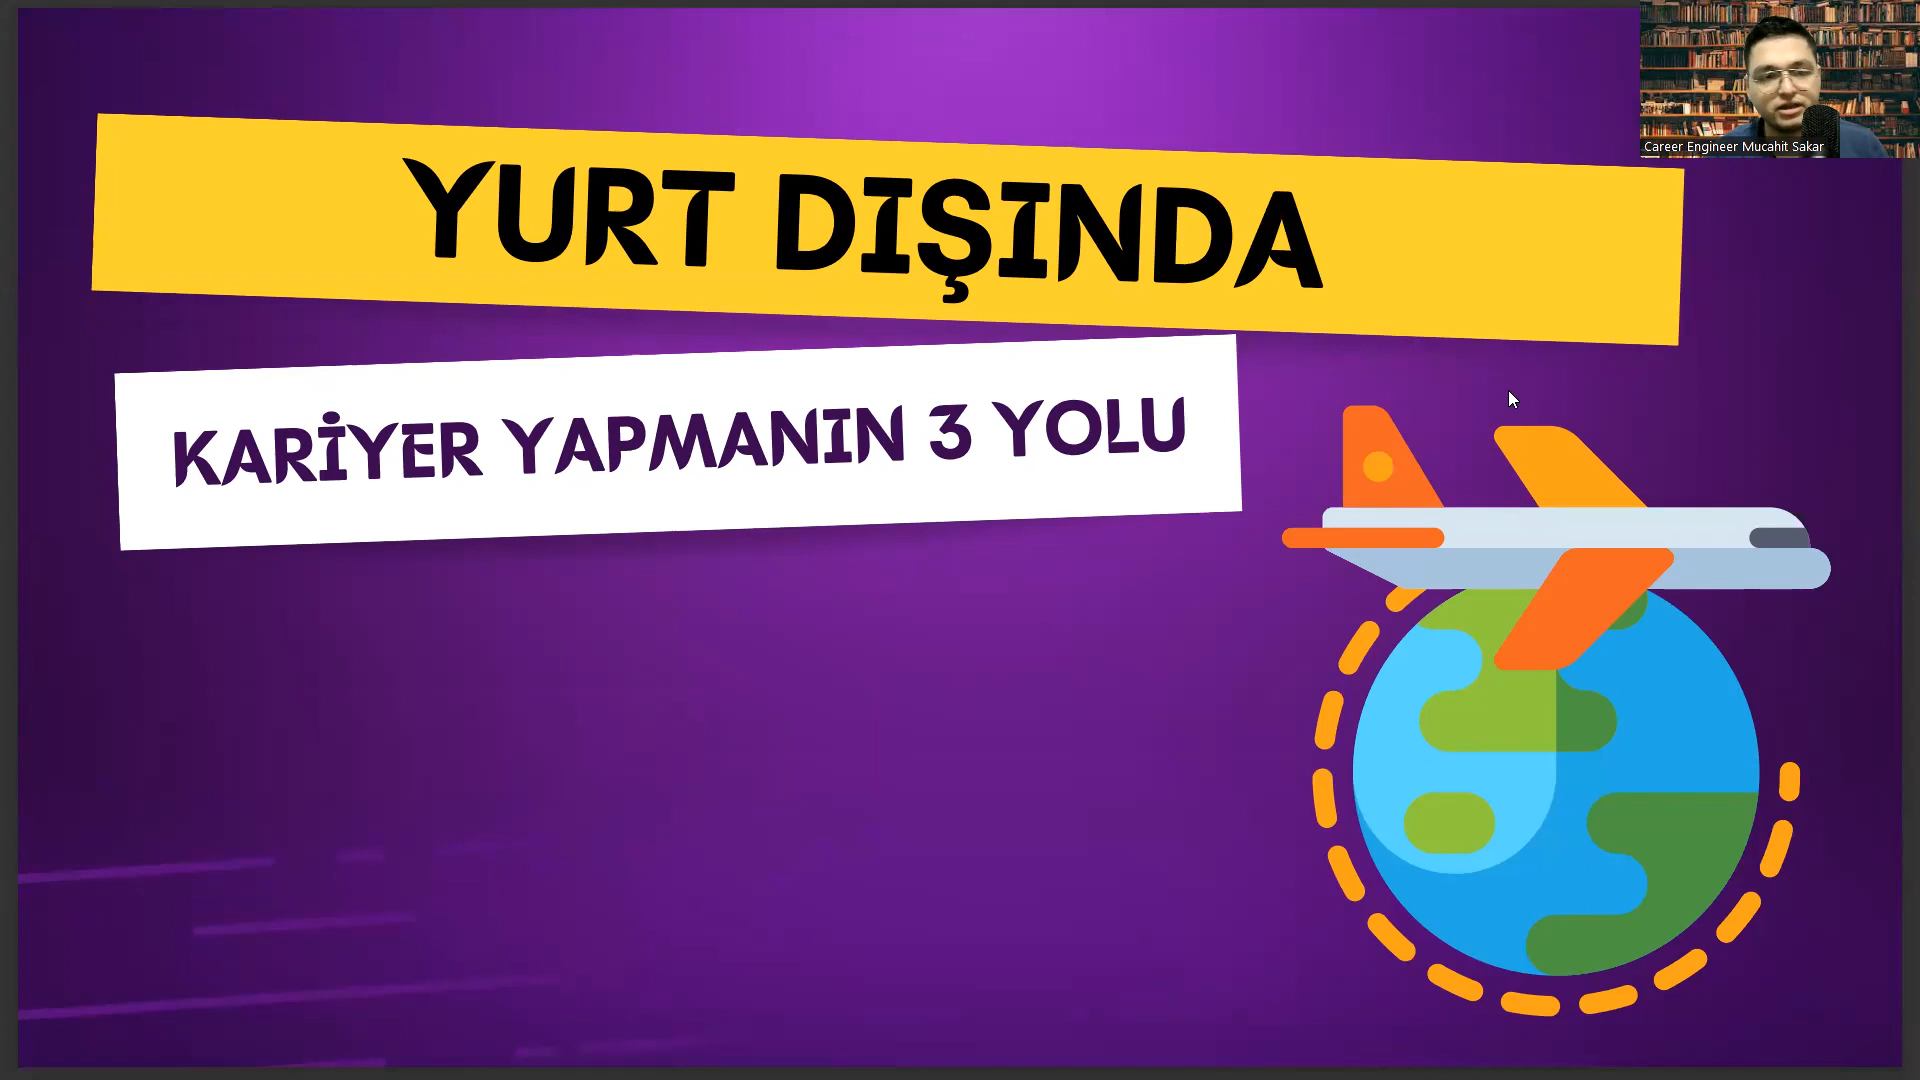 Career Engineer Mucahit Sakar
YURT DIŞINDA
KARİYER YAPMANIN 3 YOLU